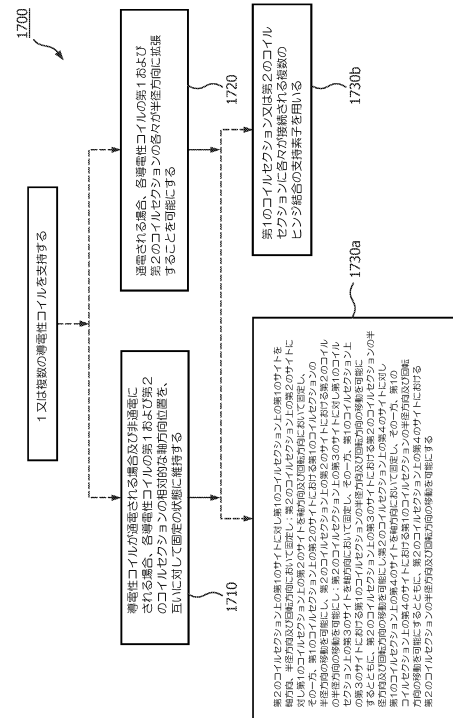 1700
1又は複数の導電性コイルを支持する
導電性コイルが通電される場合及び非通電に
される場合、各導電性コイルの第1および第2
のコイルセクションの相対的な軸方向位置を、
互いに対して固定の状態に維持する
1710
通電される場合、各導電性コイルの第1および
第2のコイルセクションの各々が半径方向に拡張
することを可能にする
1720
第2のコイルセクション上の第1のサイトに対し第1のコイルセクション上の第1のサイトを
軸方向、半径方向及び回転方向において固定し;第2のコイルセクション上の第2のサイトに
対し第1のコイルセクション上の第2のサイトを軸方向及び回転方向において固定し、
その一方、第1のコイルセクション上の第2のサイトにおける第1のコイルセクションの
半径方向の移動を可能にし、第2のコイルセクション上の第2のサイトにおける第2のコイル
の半径方向の移動を可能にし;第2のコイルセクション上の第3のサイトに対し第1のコイル
セクション上の第3のサイトを軸方向において固定し、その一方、第1のコイルセクション上
の第3のサイトにおける第1のコイルセクションの半径方向及び回転方向の移動を可能に
するとともに、第2のコイルセクション上の第3のサイトにおける第2のコイルセクションの半
径方向及び回転方向の移動を可能にし第2のコイルセクション上の第4のサイトに対し
第1のコイルセクション上の第4のサイトを軸方向において固定し、その一方、第1の
コイルセクション上の第4のサイトにおける第1のコイルセクションの半径方向及び回転
方向の移動を可能にするとともに、第2のコイルセクション上の第4のサイトにおける
第2のコイルセクションの半径方向及び回転方向の移動を可能にする
1730a
第1のコイルセクション又は第2のコイル
セクションに各々が接続される複数の
ヒンジ結合の支持素子を用いる
1730b